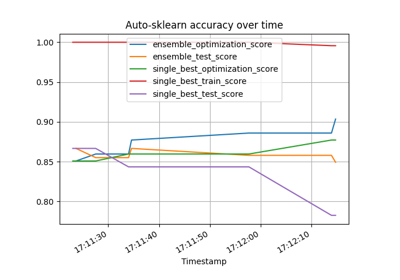 Auto-sklearn accuracy over time
1.00
0.95
0.90
0.85
0.80
ensemble_optimization_score
ensemble_test_score
single_best_optimization_score
single_best_train_score
single_best_test_score
17:11:30
17:11:40
17:11:50
17:12:00
17:12:10
Timestamp